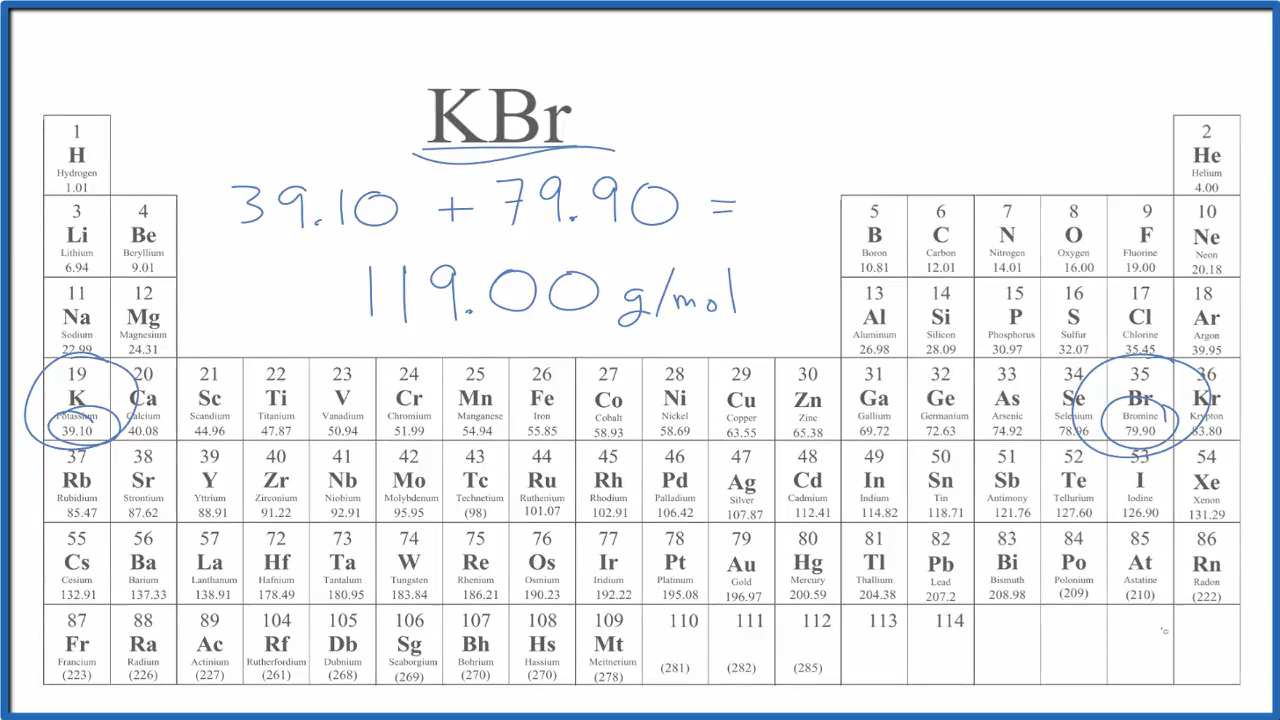 KBr
39.10 + 79.90 =
119.00 g/mol
1 2
H He
Hydrogen Helium
1.01 4.00
3 4 5 6 7 8 9 10
Li Be B C N O F Ne
Lithium Beryllium Boron Carbon Nitrogen Oxygen Fluorine Neon
6.94 9.01 10.81 12.01 14.01 16.00 19.00 20.18
11 12 13 14 15 16 17 18
Na Mg Al Si P S Cl Ar
Sodium Magnesium Aluminum Silicon Phosphorus Sulfur Chlorine Argon
22.99 24.31 26.98 28.09 30.97 32.07 35.45 39.95
19 20 21 22 23 24 25 26 27 28 29 30 31 32 33 34 35 36
K Ca Sc Ti V Cr Mn Fe Co Ni Cu Zn Ga Ge As Se Br Kr
Potassium Calcium Scandium Titanium Vanadium Chromium Manganese Iron Cobalt Nickel Copper Zinc Gallium Germanium Arsenic Selenium Bromine Krypton
39.10 40.08 44.96 47.87 50.94 51.99 54.94 55.85 58.93 58.69 63.55 65.38 69.72 72.63 74.92 78.96 79.90 83.80
37 38 39 40 41 42 43 44 45 46 47 48 49 50 51 52 53 54
Rb Sr Y Zr Nb Mo Tc Ru Rh Pd Ag Cd In Sn Sb Te I Xe
Rubidium Strontium Yttrium Zirconium Niobium Molybdenum Technetium Ruthenium Rhodium Palladium Silver Cadmium Indium Tin Antimony Tellurium Iodine Xenon
85.47 87.62 88.91 91.22 92.91 95.95 (98) 101.07 102.91 106.42 107.87 112.41 114.82 118.71 121.76 127.60 126.90 131.29
55 56 57 72 73 74 75 76 77 78 79 80 81 82 83 84 85 86
Cs Ba La Hf Ta W Re Os Ir Pt Au Hg Tl Pb Bi Po At Rn
Cesium Barium Lanthanum Hafnium Tantalum Tungsten Rhenium Osmium Iridium Platinum Gold Mercury Thallium Lead Bismuth Polonium Astatine Radon
132.91 137.33 138.91 178.49 180.95 183.84 186.21 190.23 192.22 195.08 196.97 200.59 204.38 207.2 208.98 (209) (210) (222)
87 88 89 104 105 106 107 108 109 110 111 112 113 114
Fr Ra Ac Rf Db Sg Bh Hs Mt
Francium Radium Actinium Rutherfordium Dubnium Seaborgium Bohrium Hassium Meitnerium
(223) (226) (227) (261) (268) (269) (270) (270) (278) (281) (282) (285)